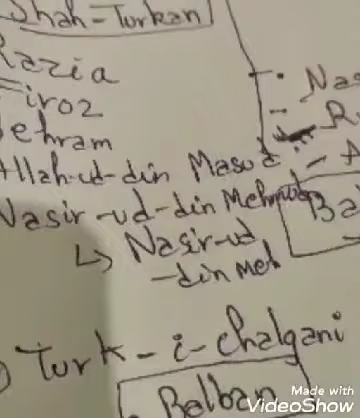 Shah-Turkan
Razia
Firoz
Behram
Allah-ud-din Masud
Nasir-ud-din Mehmud
↳ Nasir-ud
-din Meh
Turk-i-Chalgani
Balban
Made with
VideoShow